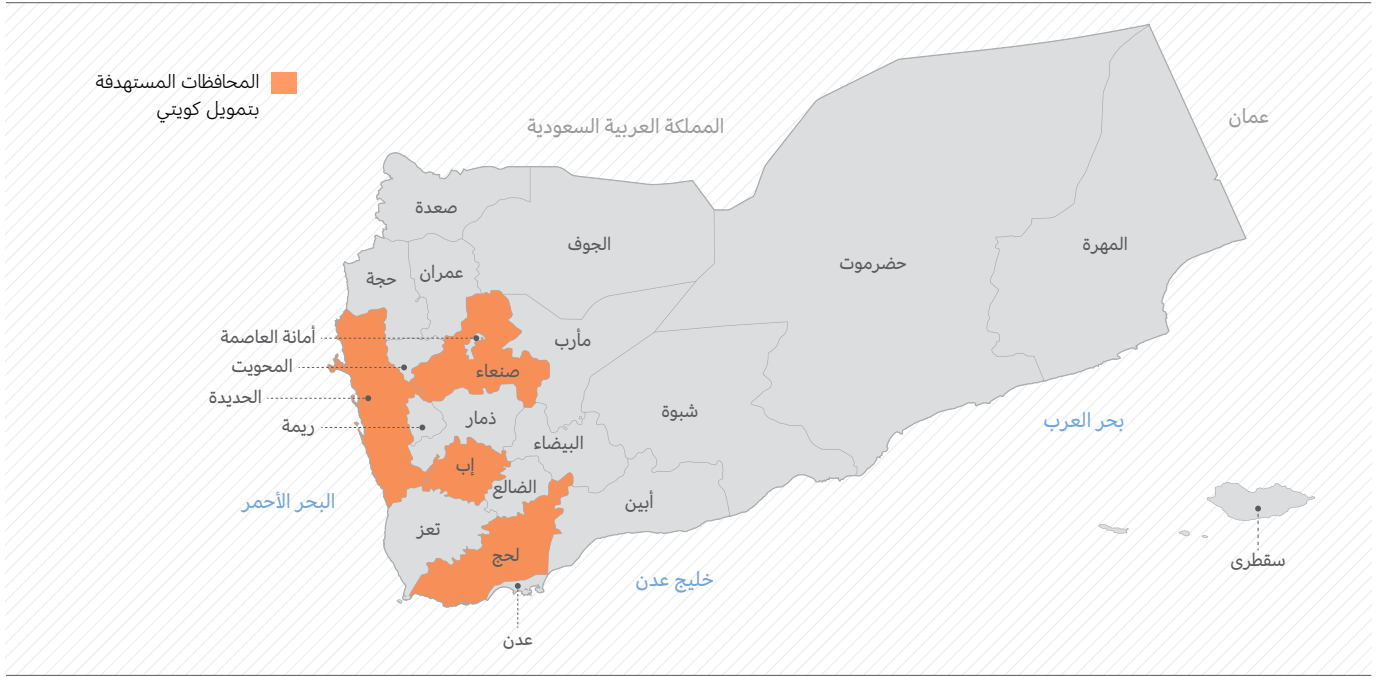 المحافظات المستهدفة
بتمويل كويتي
المملكة العربية السعودية
عمان
صعدة
الجوف
المهرة
حضرموت
عمران
حجة
أمانة العاصمة
مأرب
المحويت
صنعاء
الحديدة
شبوة
ذمار
ريمة
بحر العرب
البيضاء
إب
الضالع
البحر الأحمر
أبين
تعز
لحج
سقطرى
خليج عدن
عدن